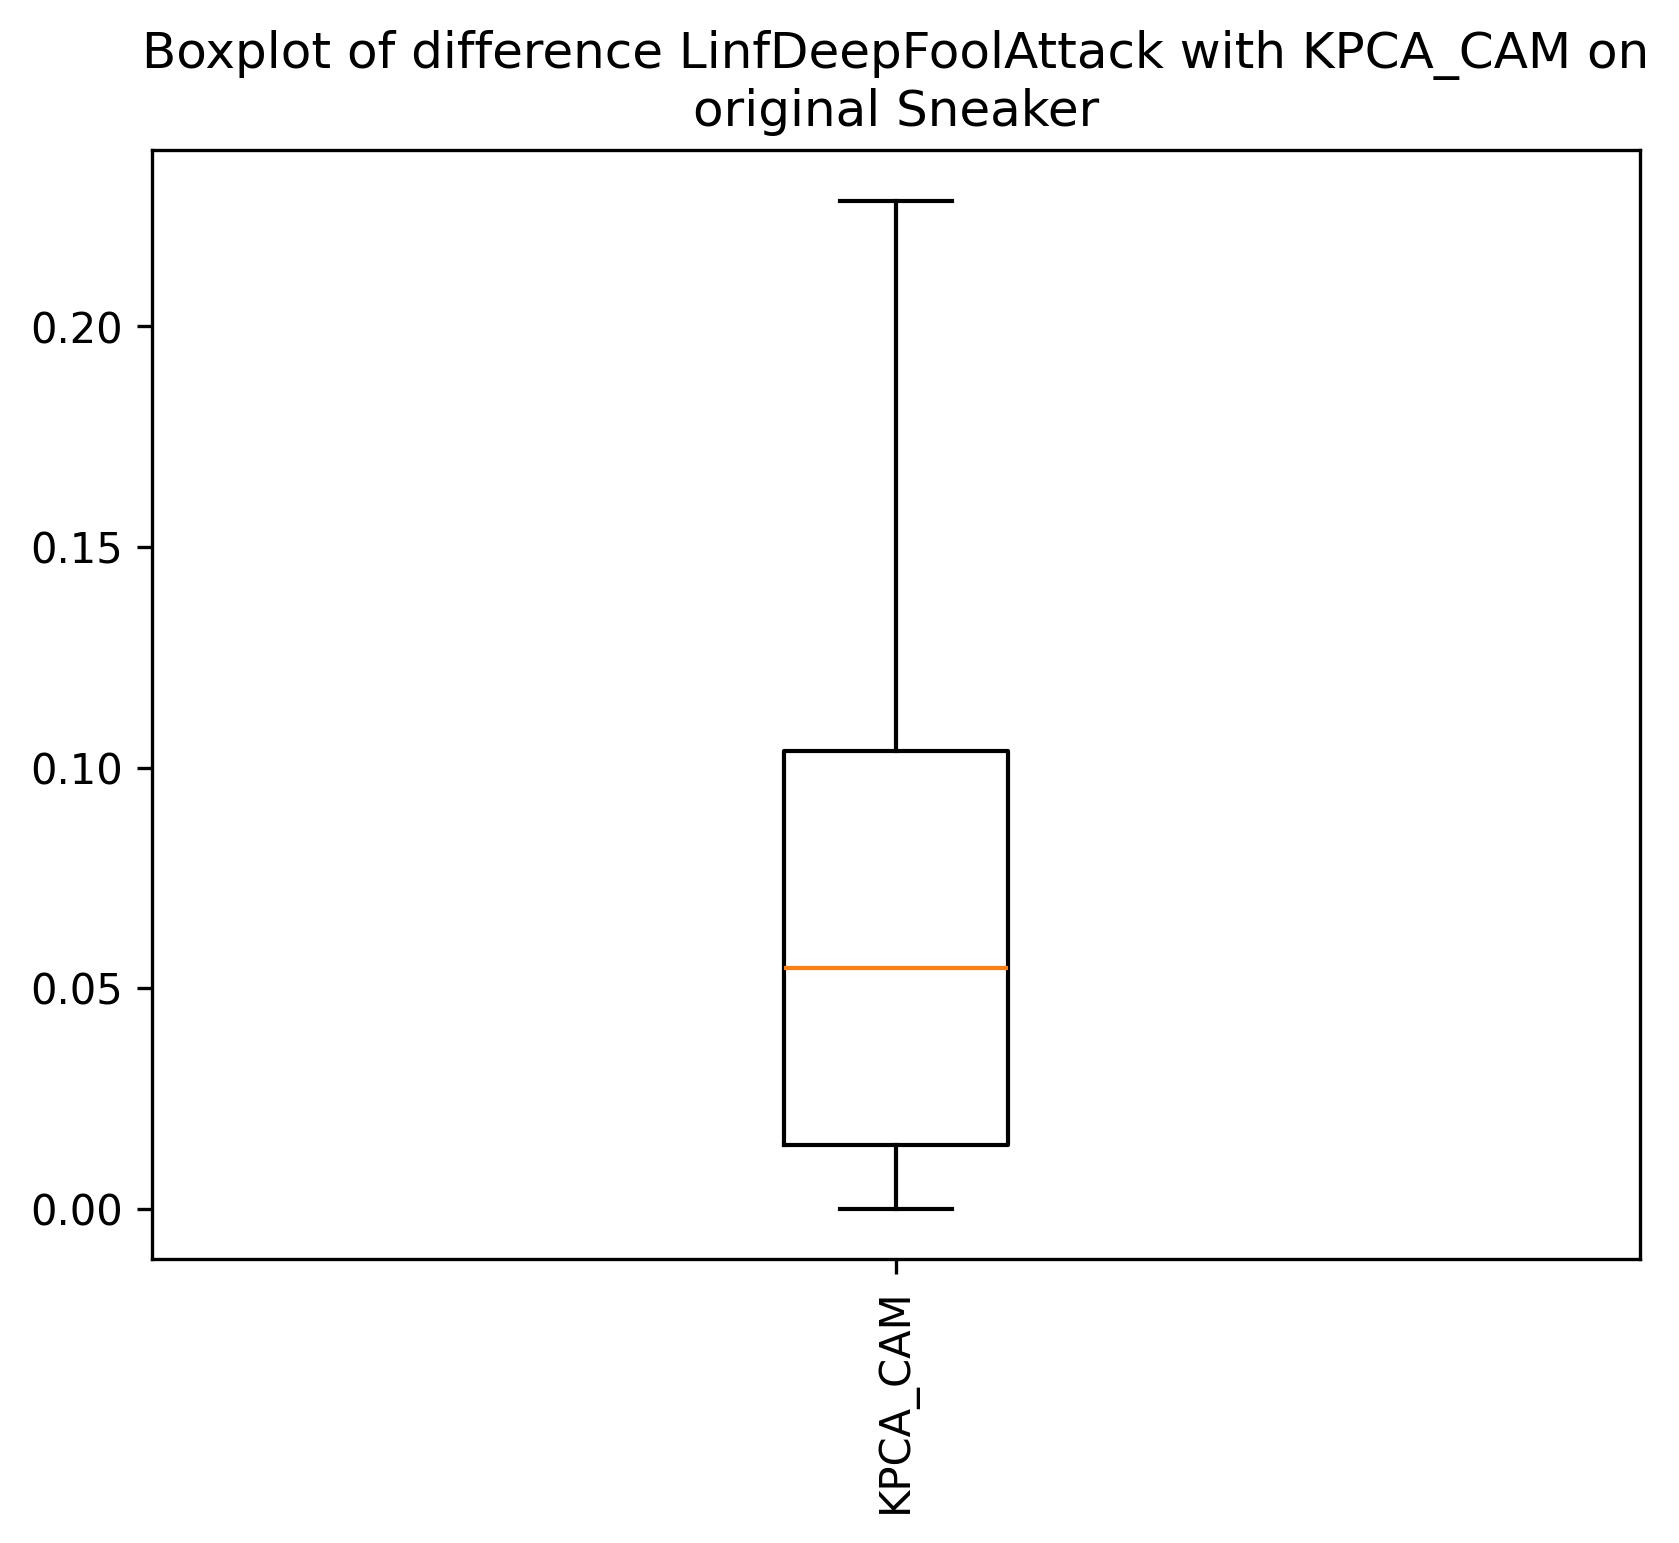 Boxplot of difference LinfDeepFoolAttack with KPCA_CAM on
original Sneaker
0.20
0.15
0.10
0.05
0.00
KPCA_CAM